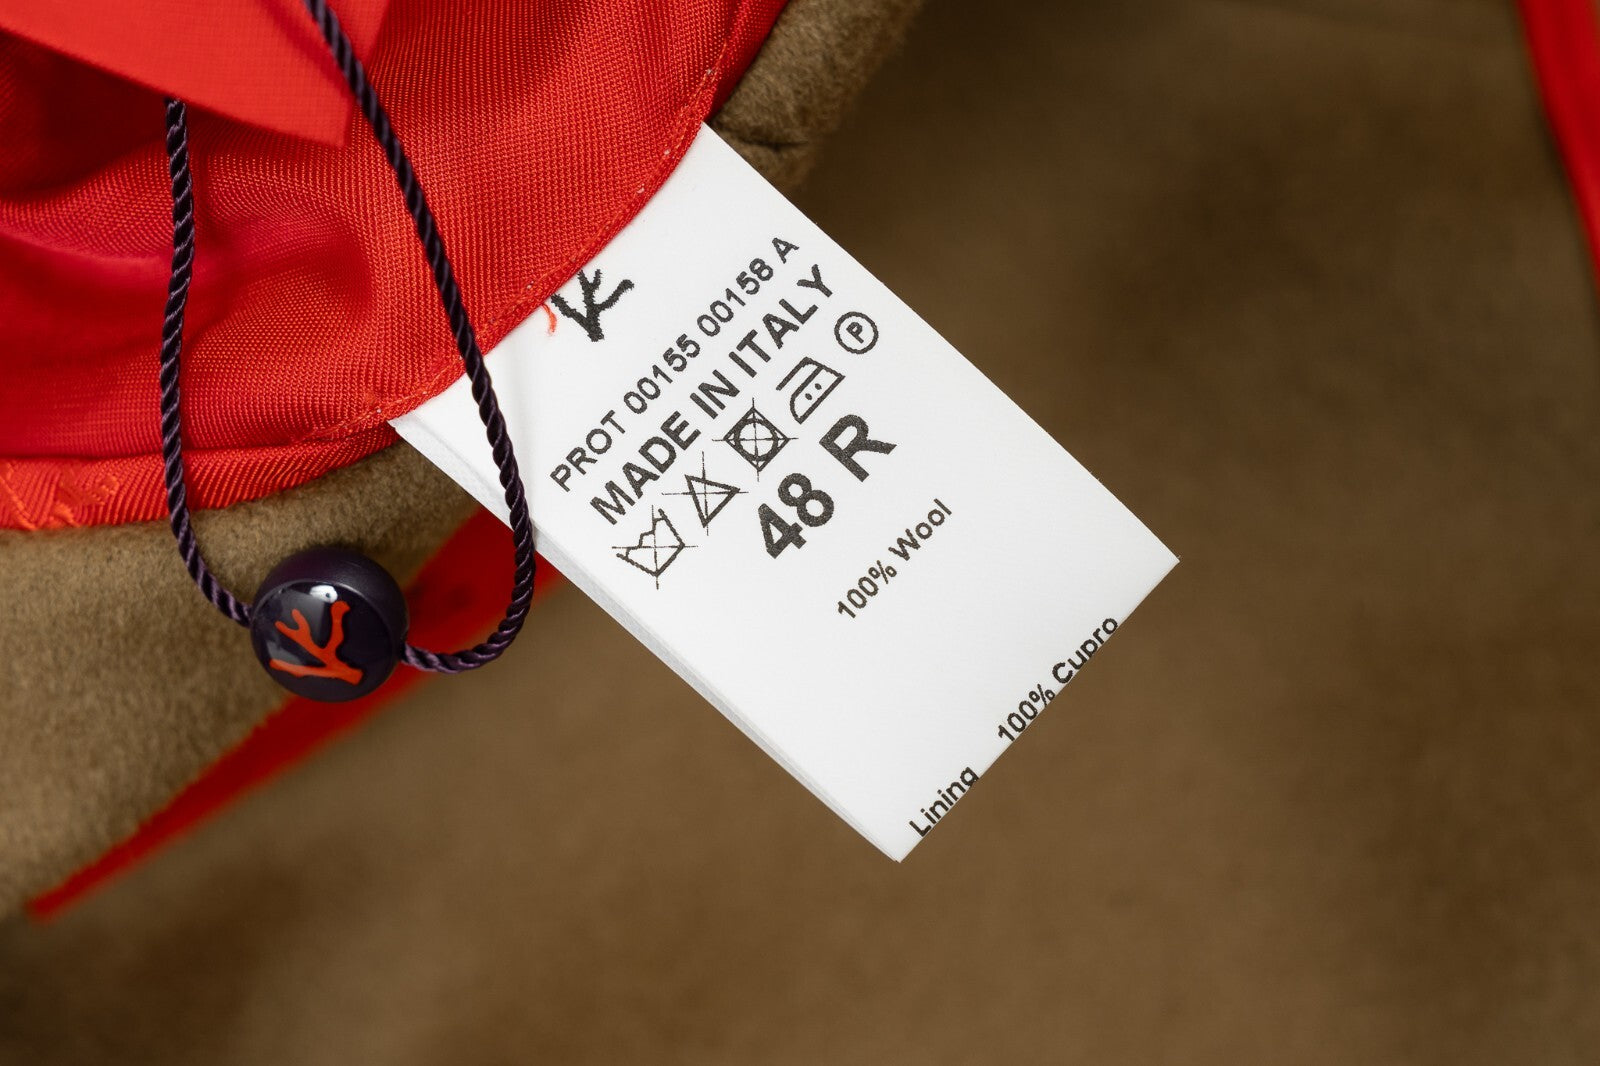 PROT 00155 00158 A
MADE IN ITALY
P
48 R
100% Wool
Lining 100% Cupro